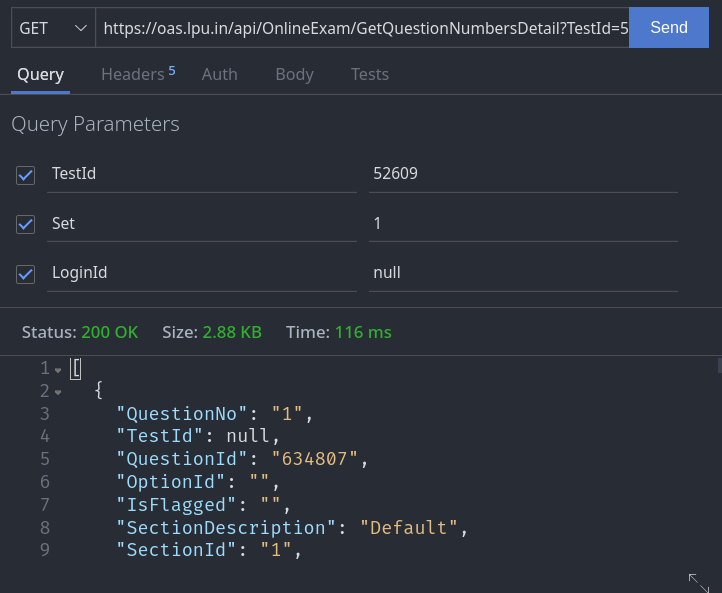 GET https://oas.lpu.in/api/OnlineExam/GetQuestionNumbersDetail?TestId=5 Send
Query Headers 5 Auth Body Tests
Query Parameters
TestId 52609
Set 1
LoginId null
Status: 200 OK Size: 2.88 KB Time: 116 ms
1 [
2 {
3 "QuestionNo": "1",
4 "TestId": null,
5 "QuestionId": "634807",
6 "OptionId": "",
7 "IsFlagged": "",
8 "SectionDescription": "Default",
9 "SectionId": "1",